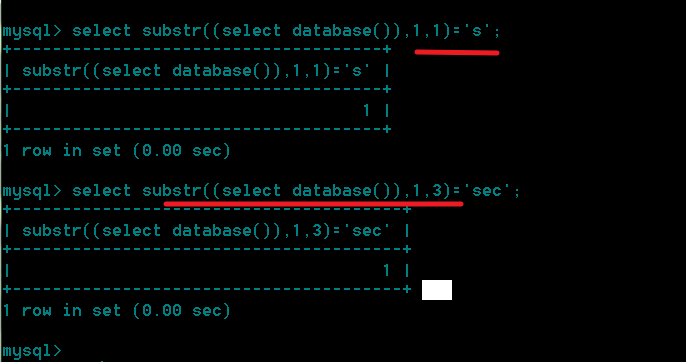 mysql> select substr((select database()),1,1)='s';
+--------------------------------------+
| substr((select database()),1,1)='s' |
+--------------------------------------+
| 1 |
+--------------------------------------+
1 row in set (0.00 sec)
mysql> select substr((select database()),1,3)='sec';
+----------------------------------------+
| substr((select database()),1,3)='sec' |
+----------------------------------------+
| 1 |
+----------------------------------------+
1 row in set (0.00 sec)
mysql>